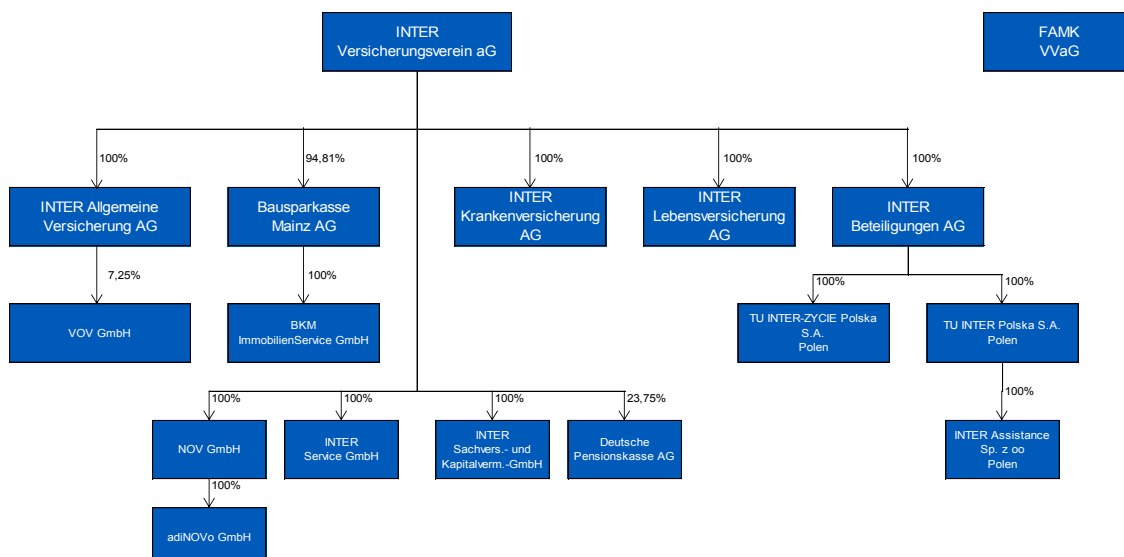 INTER
Versicherungsverein aG
FAMK
VVaG
100%
94,81%
100%
100%
100%
INTER Allgemeine
Versicherung AG
Bausparkasse
Mainz AG
INTER
Krankenversicherung
AG
INTER
Lebensversicherung
AG
INTER
Beteiligungen AG
7,25%
100%
100%
100%
VOV GmbH
BKM
ImmobilienService GmbH
TU INTER-ZYCIE Polska
S.A.
Polen
TU INTER Polska S.A.
Polen
100%
100%
100%
23,75%
100%
NOV GmbH
INTER
Service GmbH
INTER
Sachvers.- und
Kapitalverm.-GmbH
Deutsche
Pensionskasse AG
INTER Assistance
Sp. z oo
Polen
100%
adiNOVo GmbH